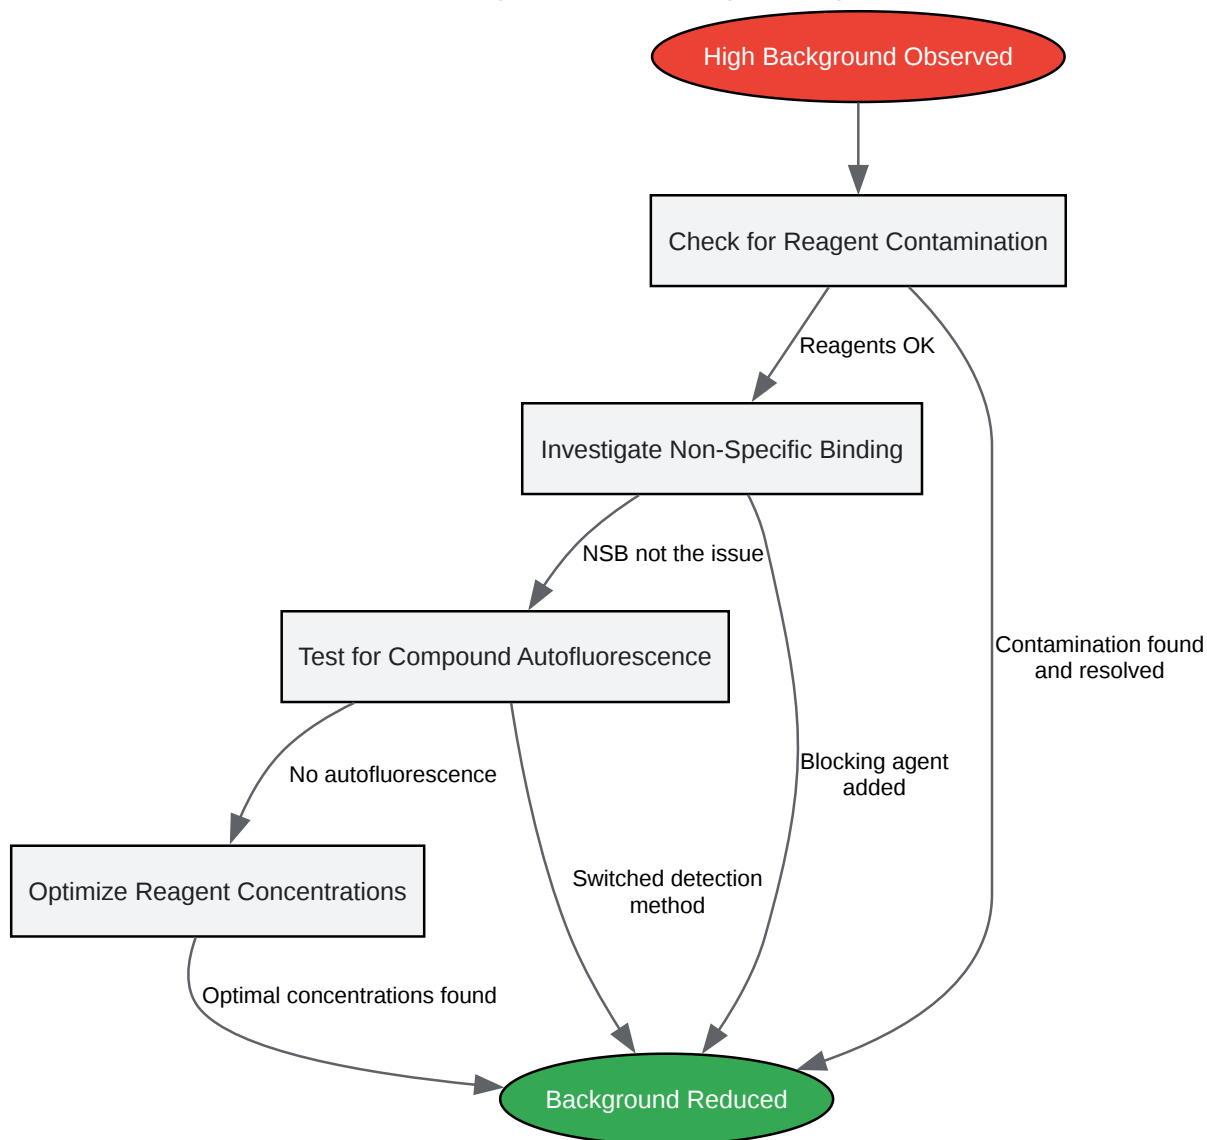 High Background Observed
Check for Reagent Contamination
Reagents OK
Investigate Non-Specific Binding
NSB not the issue
Contamination found
and resolved
Test for Compound Autofluorescence
Blocking agent
added
No autofluorescence
Switched detection
method
Optimize Reagent Concentrations
Optimal concentrations found
Background Reduced